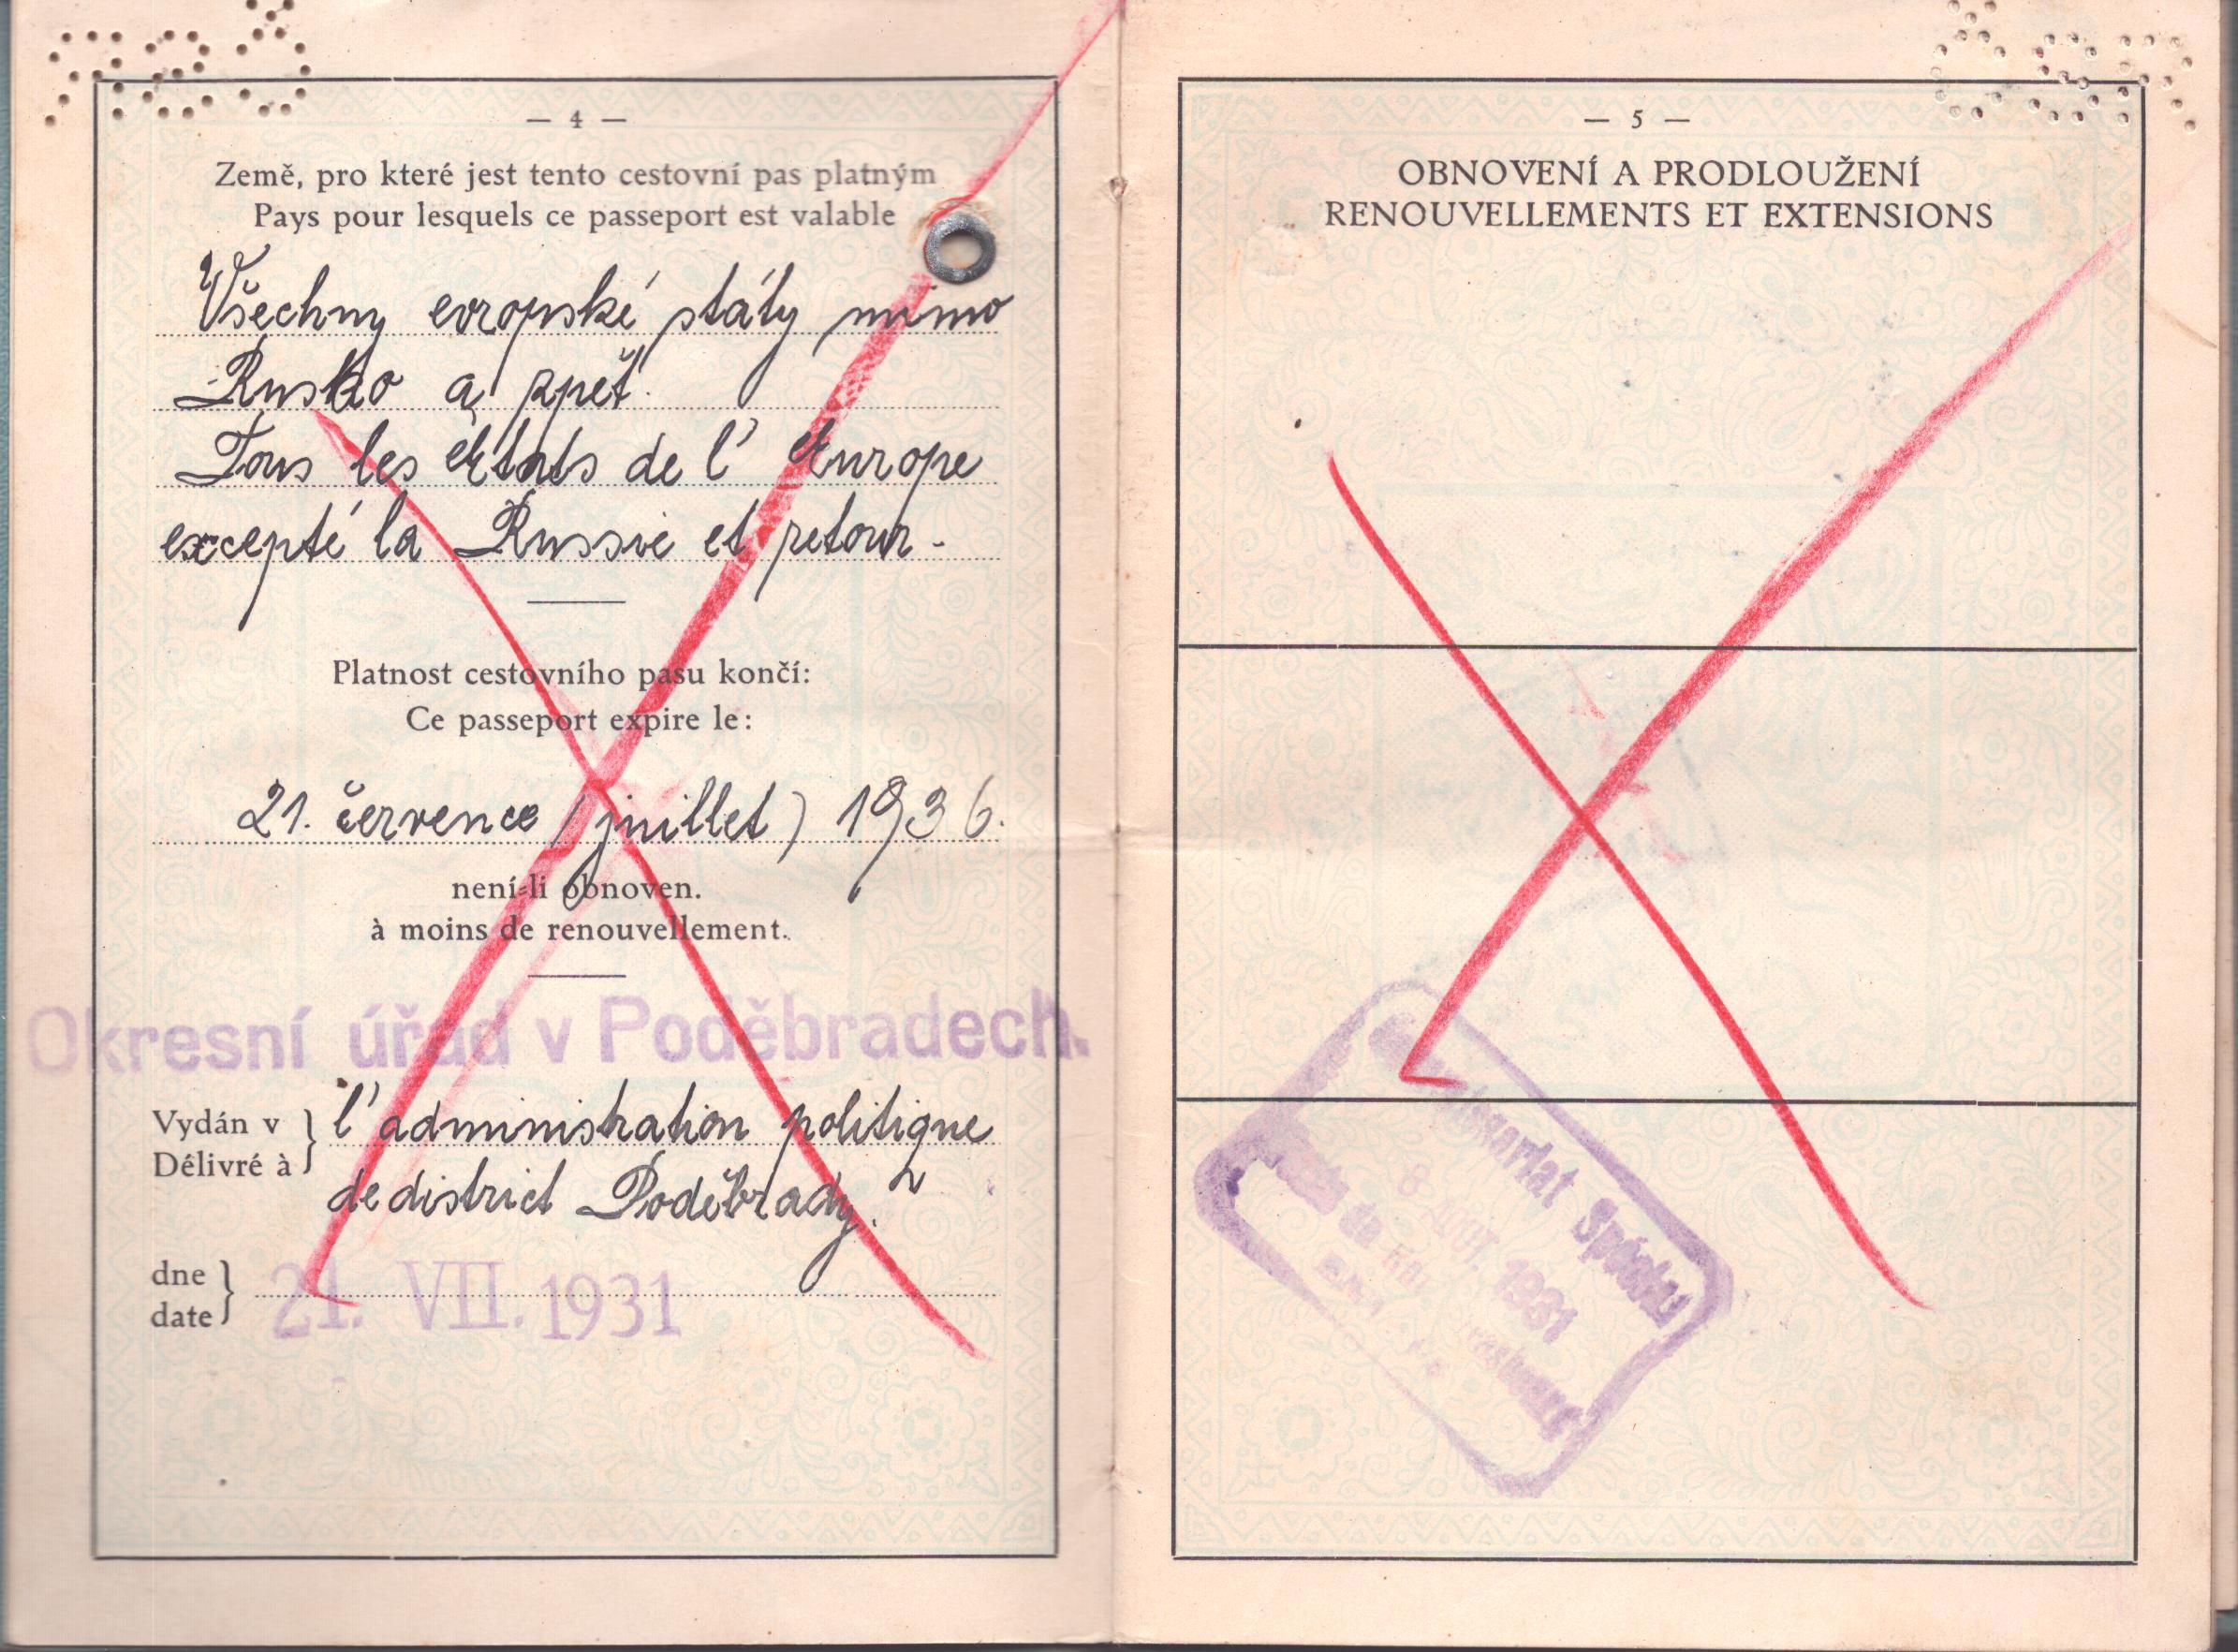 — 4 —
Země, pro které jest tento cestovní pas platným
Pays pour lesquels ce passeport est valable
Všechny evropské státy mimo
Rusko a zpět.
Tous les États de l' Europe
excepté la Russie et retour -
Platnost cestovního pasu končí:
Ce passeport expire le:
21. července (juillet) 1936.
není-li obnoven.
à moins de renouvellement.
Okresní úřad v Poděbradech.
Vydán v
Délivré à
l' administration politique
de district Poděbrady.
dne
date
21. VII. 1931
— 5 —
OBNOVENÍ A PRODLOUŽENÍ
RENOUVELLEMENTS ET EXTENSIONS
Spécial
8 AOUT. 1931